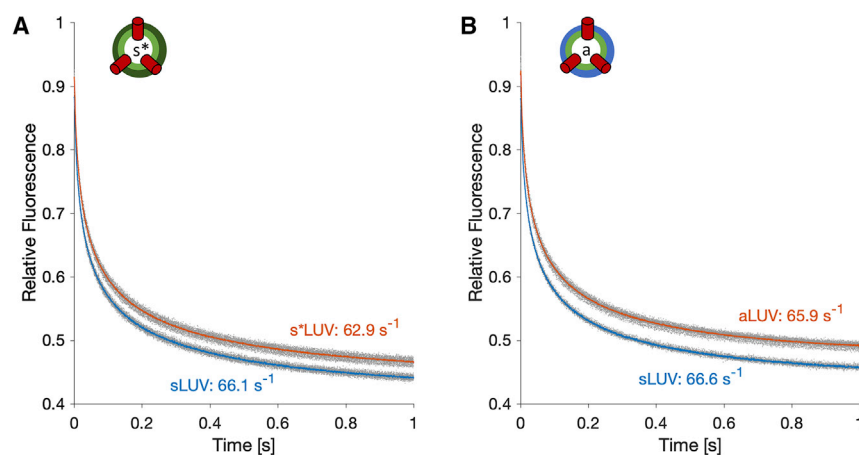 A
s*
Relative Fluorescence
1
0.9
0.8
0.7
0.6
0.5
0.4
s*LUV: 62.9 s⁻¹
sLUV: 66.1 s⁻¹
0 0.2 0.4 0.6 0.8 1
Time [s]
B
a
Relative Fluorescence
1
0.9
0.8
0.7
0.6
0.5
0.4
aLUV: 65.9 s⁻¹
sLUV: 66.6 s⁻¹
0 0.2 0.4 0.6 0.8 1
Time [s]